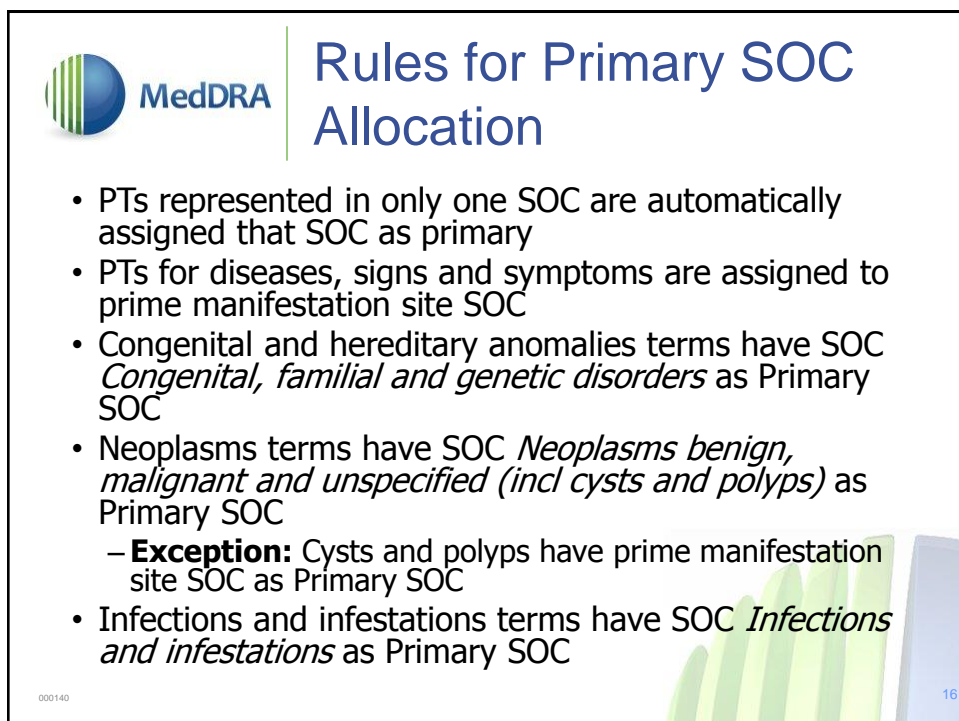 MedDRA
Rules for Primary SOC
Allocation
• PTs represented in only one SOC are automatically
assigned that SOC as primary
• PTs for diseases, signs and symptoms are assigned to
prime manifestation site SOC
• Congenital and hereditary anomalies terms have SOC
Congenital, familial and genetic disorders as Primary
SOC
• Neoplasms terms have SOC Neoplasms benign,
malignant and unspecified (incl cysts and polyps) as
Primary SOC
– Exception: Cysts and polyps have prime manifestation
site SOC as Primary SOC
• Infections and infestations terms have SOC Infections
and infestations as Primary SOC
000140
16